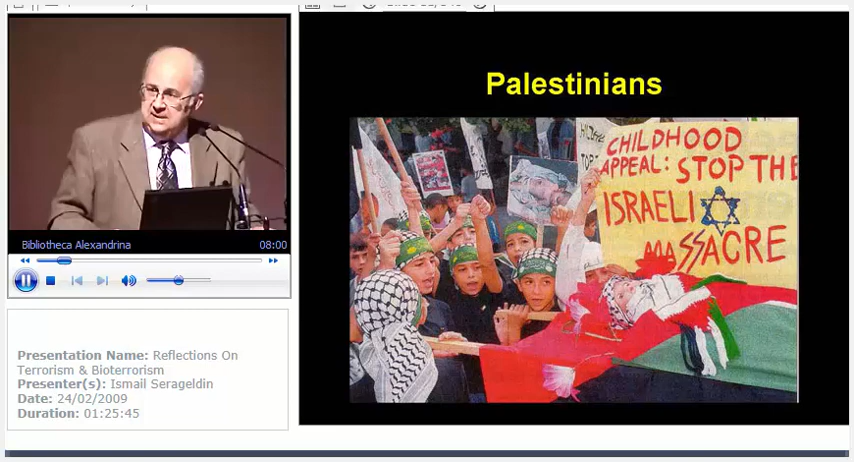 Bibliotheca Alexandrina 08:00
Presentation Name: Reflections On
Terrorism & Bioterrorism
Presenter(s): Ismail Serageldin
Date: 24/02/2009
Duration: 01:25:45
Palestinians
CHILDHOOD
APPEAL: STOP THE
ISRAELI
MASSACRE